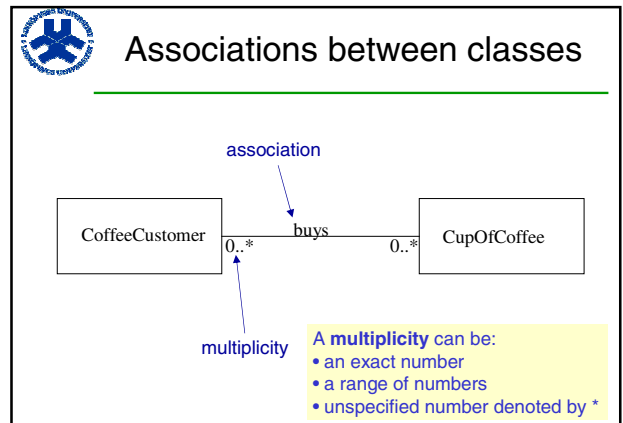 Associations between classes
association
CoffeeCustomer
buys
CupOfCoffee
0..*
0..*
multiplicity
A multiplicity can be:
• an exact number
• a range of numbers
• unspecified number denoted by *